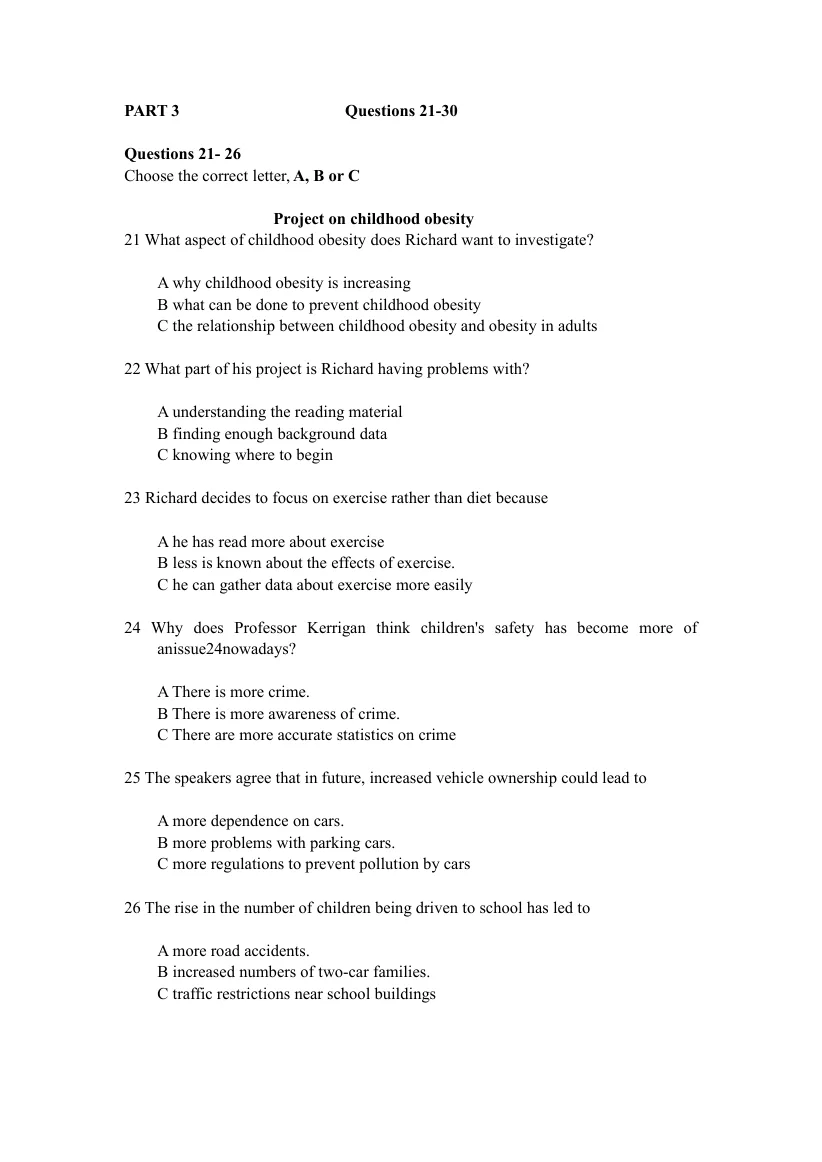 PART 3 Questions 21-30
Questions 21- 26
Choose the correct letter, A, B or C
Project on childhood obesity
21 What aspect of childhood obesity does Richard want to investigate?
A why childhood obesity is increasing
B what can be done to prevent childhood obesity
C the relationship between childhood obesity and obesity in adults
22 What part of his project is Richard having problems with?
A understanding the reading material
B finding enough background data
C knowing where to begin
23 Richard decides to focus on exercise rather than diet because
A he has read more about exercise
B less is known about the effects of exercise.
C he can gather data about exercise more easily
24 Why does Professor Kerrigan think children's safety has become more of
anissue24nowadays?
A There is more crime.
B There is more awareness of crime.
C There are more accurate statistics on crime
25 The speakers agree that in future, increased vehicle ownership could lead to
A more dependence on cars.
B more problems with parking cars.
C more regulations to prevent pollution by cars
26 The rise in the number of children being driven to school has led to
A more road accidents.
B increased numbers of two-car families.
C traffic restrictions near school buildings